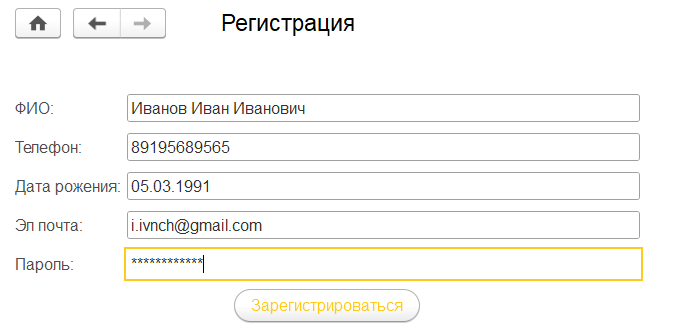 Регистрация
ФИО: Иванов Иван Иванович
Телефон: 89195689565
Дата рожения: 05.03.1991
Эл почта: i.ivnch@gmail.com
Пароль: ************
Зарегистрироваться